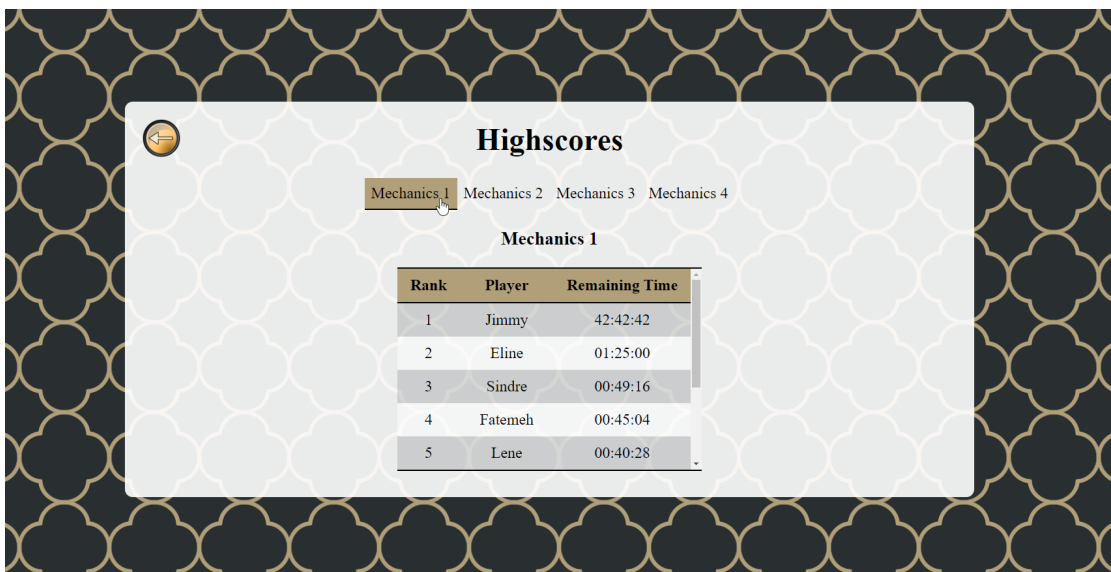 Highscores
Mechanics 1 Mechanics 2 Mechanics 3 Mechanics 4
Mechanics 1
Rank Player Remaining Time
1 Jimmy 42:42:42
2 Eline 01:25:00
3 Sindre 00:49:16
4 Fatemeh 00:45:04
5 Lene 00:40:28